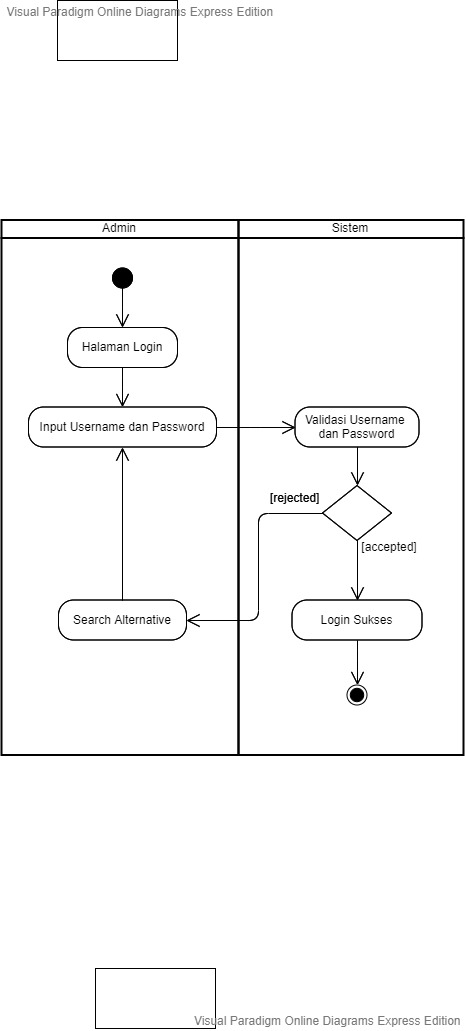 Visual Paradigm Online Diagrams Express Edition
Admin
Sistem
Halaman Login
Input Username dan Password
Validasi Username
dan Password
[rejected]
[accepted]
Search Alternative
Login Sukses
Visual Paradigm Online Diagrams Express Edition